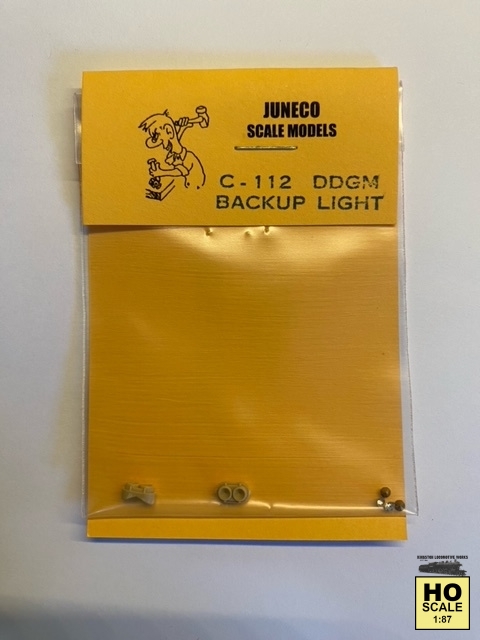 JUNECO
SCALE MODELS
C-112 DDGM
BACKUP LIGHT
HO
SCALE
1:87